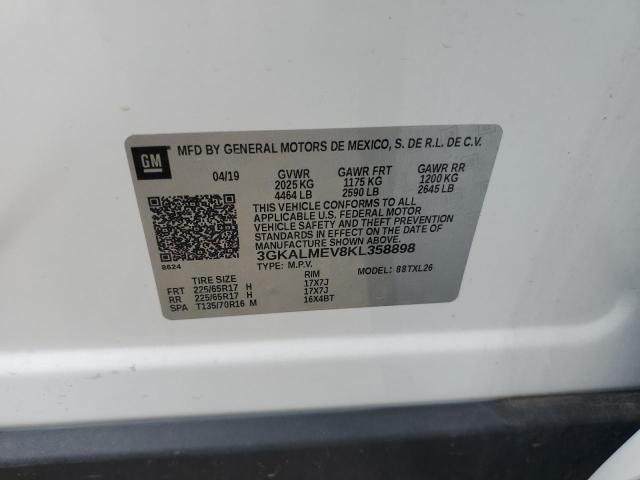 GM
MFD BY GENERAL MOTORS DE MEXICO, S. DE R.L. DE C.V.
04/19 GVWR GAWR FRT GAWR RR
2025 KG 1175 KG 1200 KG
4464 LB 2590 LB 2645 LB
THIS VEHICLE CONFORMS TO ALL
APPLICABLE U.S. FEDERAL MOTOR
VEHICLE SAFETY AND THEFT PREVENTION
STANDARDS IN EFFECT ON THE DATE
OF MANUFACTURE SHOWN ABOVE.
3GKALMEV8KL358898
8624
TYPE: M.P.V. MODEL: 88TXL26
TIRE SIZE RIM
FRT 225/65R17 H 17X7J
RR 225/65R17 H 17X7J
SPA T135/70R16 M 16X4BT